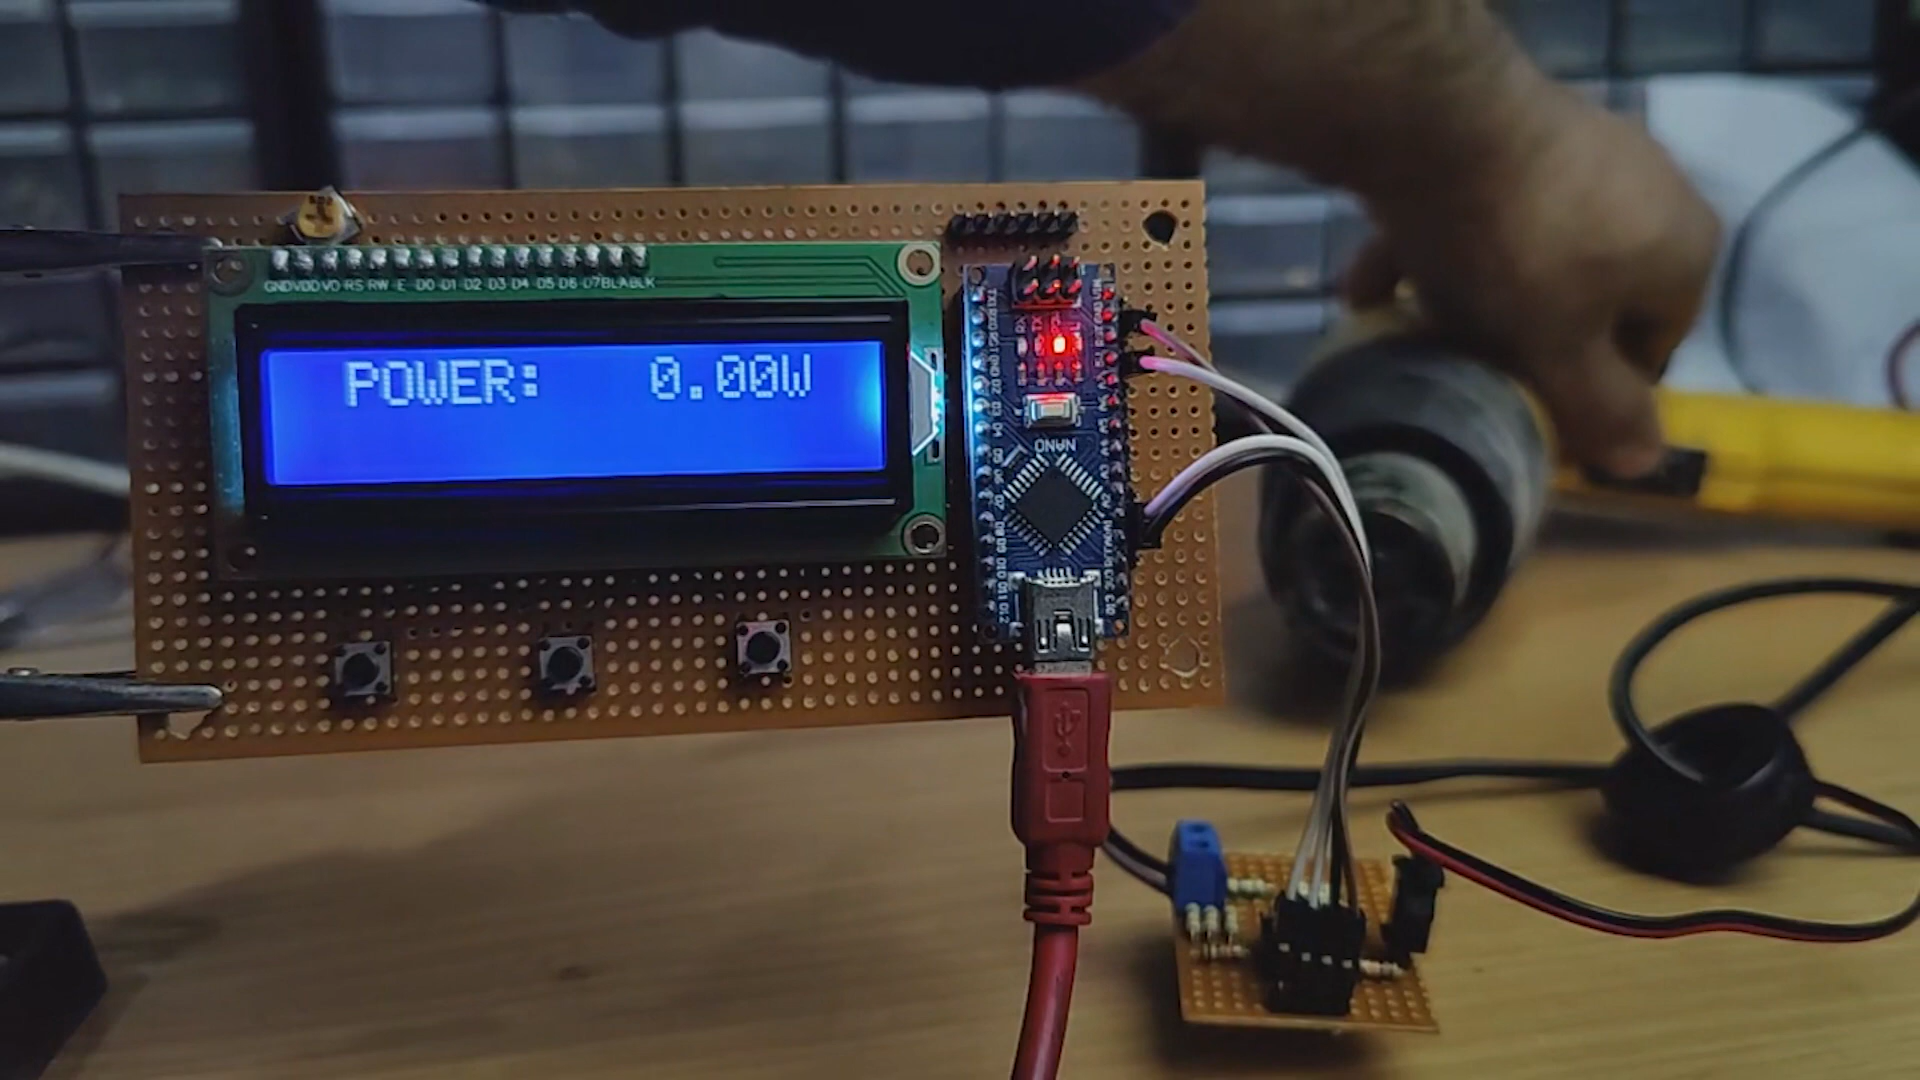 GND VDD VO RS RW E D0 D1 D2 D3 D4 D5 D6 D7 BLA BLK
POWER: 0.00W
NANO